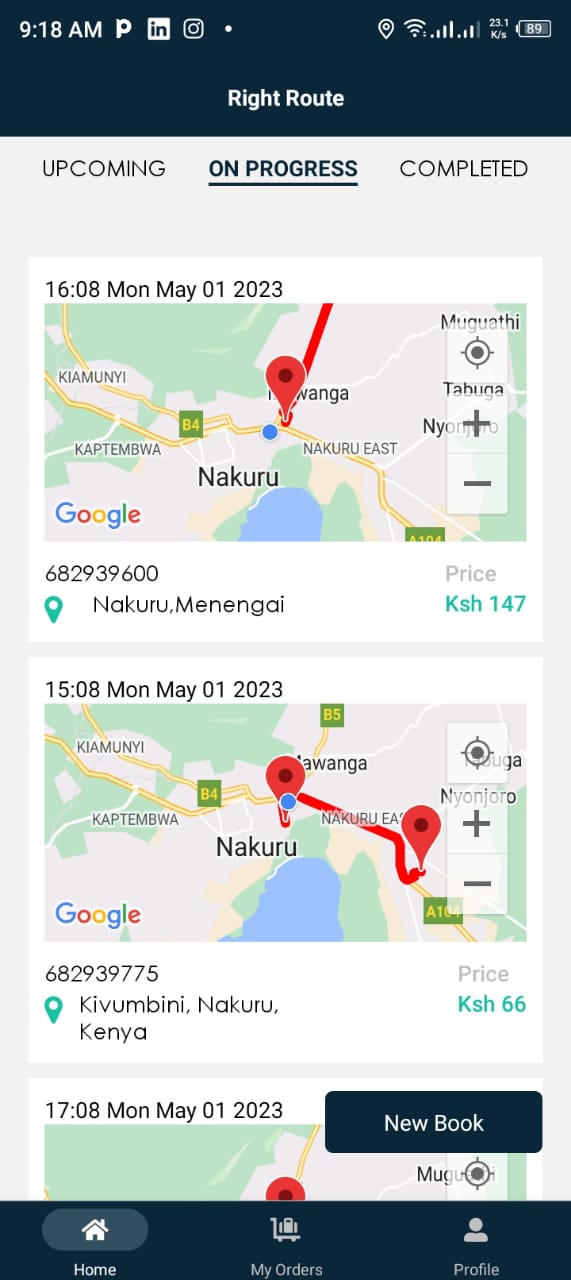 9:18 AM
23.1
K/s
89
Right Route
UPCOMING
ON PROGRESS
COMPLETED
16:08 Mon May 01 2023
Muguathi
KIAMUNYI
Tabuga
B4
Nyonjoro
KAPTEMBWA
NAKURU EAST
Nakuru
Google
A104
682939600
Price
Nakuru,Menengai
Ksh 147
15:08 Mon May 01 2023
B5
KIAMUNYI
Mawanga
B4
Nyonjoro
KAPTEMBWA
NAKURU EAS
Nakuru
Google
A104
682939775
Price
Kivumbini, Nakuru,
Kenya
Ksh 66
17:08 Mon May 01 2023
New Book
Home
My Orders
Profile